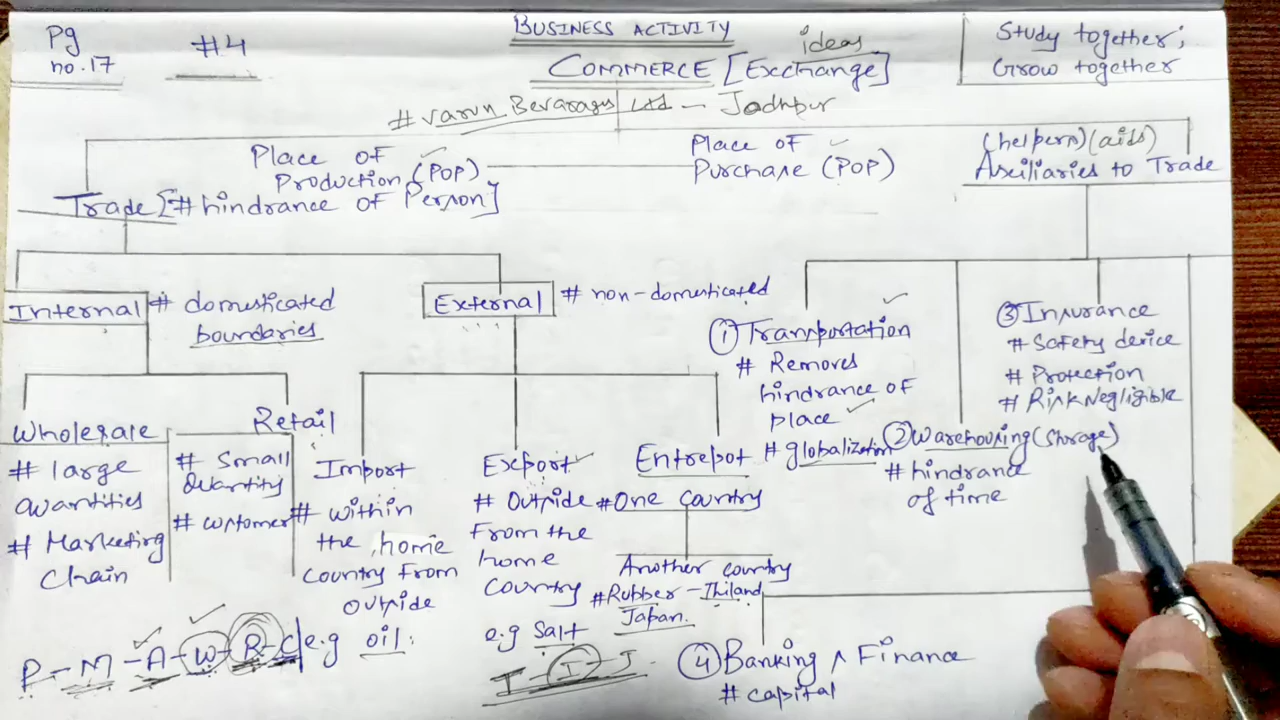 Pg no.17
#4
BUSINESS ACTIVITY
ideas
COMMERCE [Exchange]
Study together;
Grow together
# varun Bevarages Ltd - Jodhpur
Place of Production (POP)
Place of Purchase (POP)
(helpers) (aids)
Auxiliaries to Trade
Trade [# hindrance of Person]
Internal # domesticated boundaries
External # non-domesticated
Wholesale
# large quantities
# Marketing Chain
Retail
# Small Quantity
# customer
Import
# within the home country from outside
e.g oil
Export
# Outside from the home country
e.g Salt
Entrepot
# One country
Another country
# Rubber - Thiland
Japan.
T - I - J
P - M - A - W - R - C
① Transportation
# Removes
hindrance of
place
# globalization
② Warehousing (storage)
# hindrance
of time
③ Insurance
# Safety device
# Protection
# Risk Negligible
④ Banking & Finance
# capital